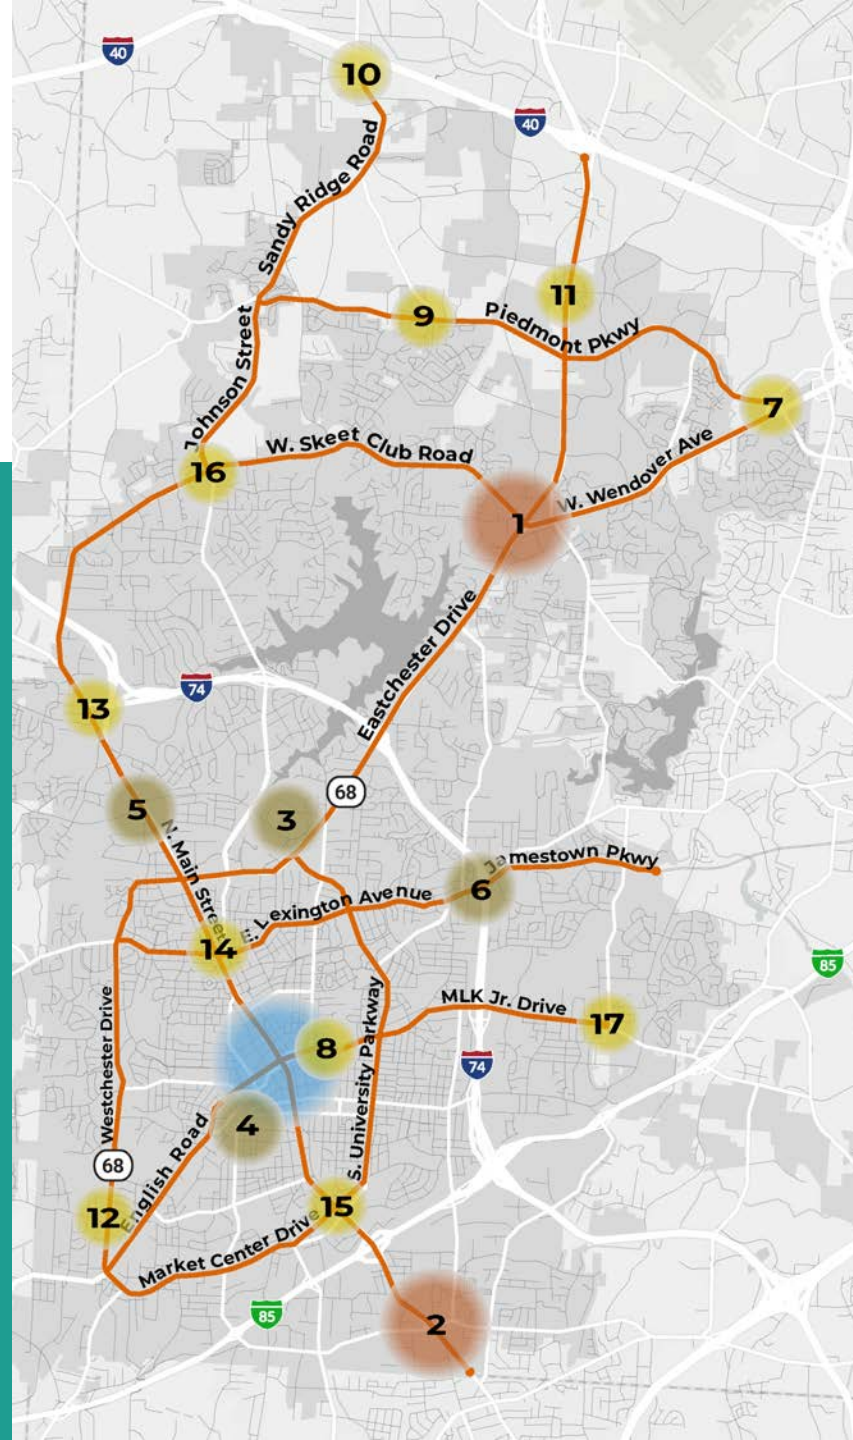 10
40
40
Sandy Ridge Road
11
9
Piedmont Pkwy
Johnson Street
7
W. Skeet Club Road
16
W. Wendover Ave
1
Eastchester Drive
74
13
68
5
3
N. Main Street
Jamestown Pkwy
6
E. Lexington Avenue
14
85
Westchester Drive
S. University Parkway
MLK Jr. Drive
17
8
74
4
English Road
68
12
15
Market Center Drive
85
2